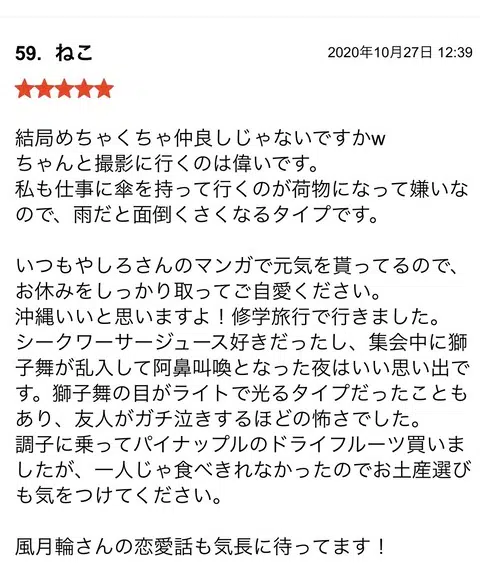 59. ねこ
2020年10月27日 12:39
★★★★★
結局めちゃくちゃ仲良しじゃないですかw
ちゃんと撮影に行くのは偉いです。
私も仕事に傘を持って行くのが荷物になって嫌いな
ので、雨だと面倒くさくなるタイプです。
いつもやしろさんのマンガで元気を貰ってるので、
お休みをしっかり取ってご自愛ください。
沖縄いいと思いますよ！修学旅行で行きました。
シークワーサージュース好きだったし、集会中に獅
子舞が乱入して阿鼻叫喚となった夜はいい思い出で
す。獅子舞の目がライトで光るタイプだったことも
あり、友人がガチ泣きするほどの怖さでした。
調子に乗ってパイナップルのドライフルーツ買いま
したが、一人じゃ食べきれなかったのでお土産選び
も気をつけてください。
風月輪さんの恋愛話も気長に待ってます！